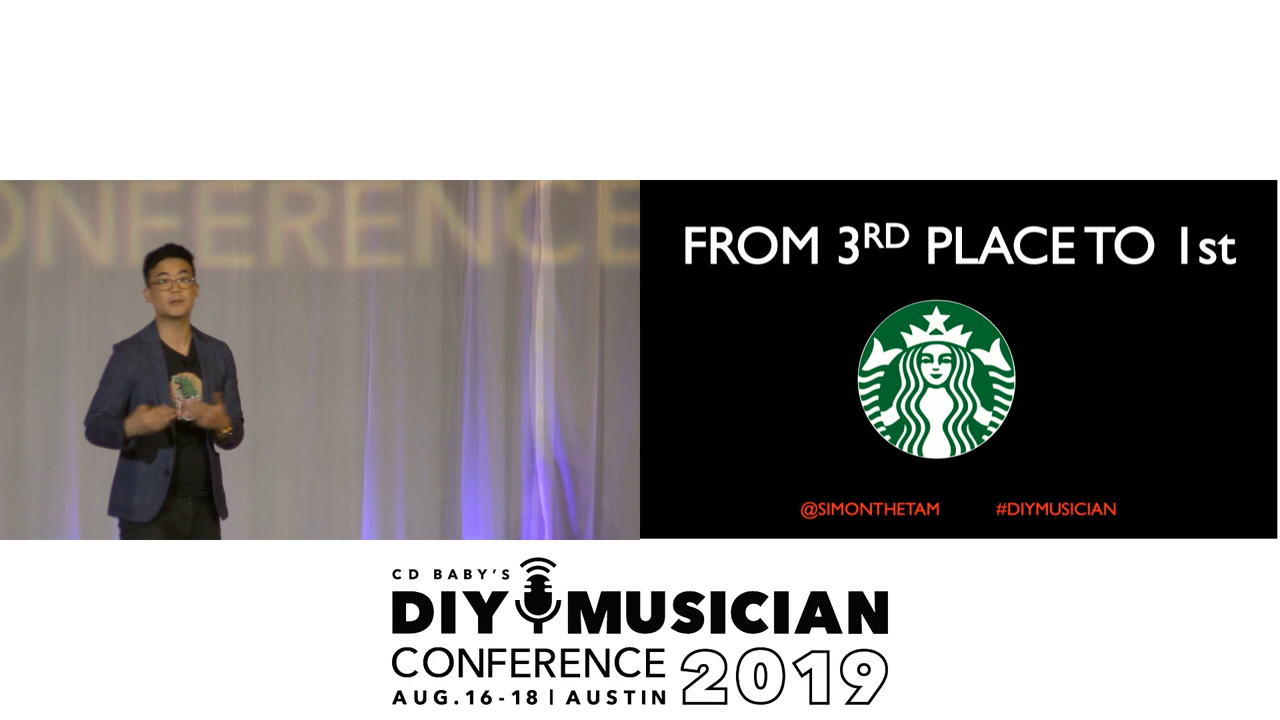 ONFERENCE
FROM 3RD PLACE TO 1st
@SIMONTHETAM #DIYMUSICIAN
CD BABY'S
DIY MUSICIAN
CONFERENCE 2019
AUG.16-18 | AUSTIN